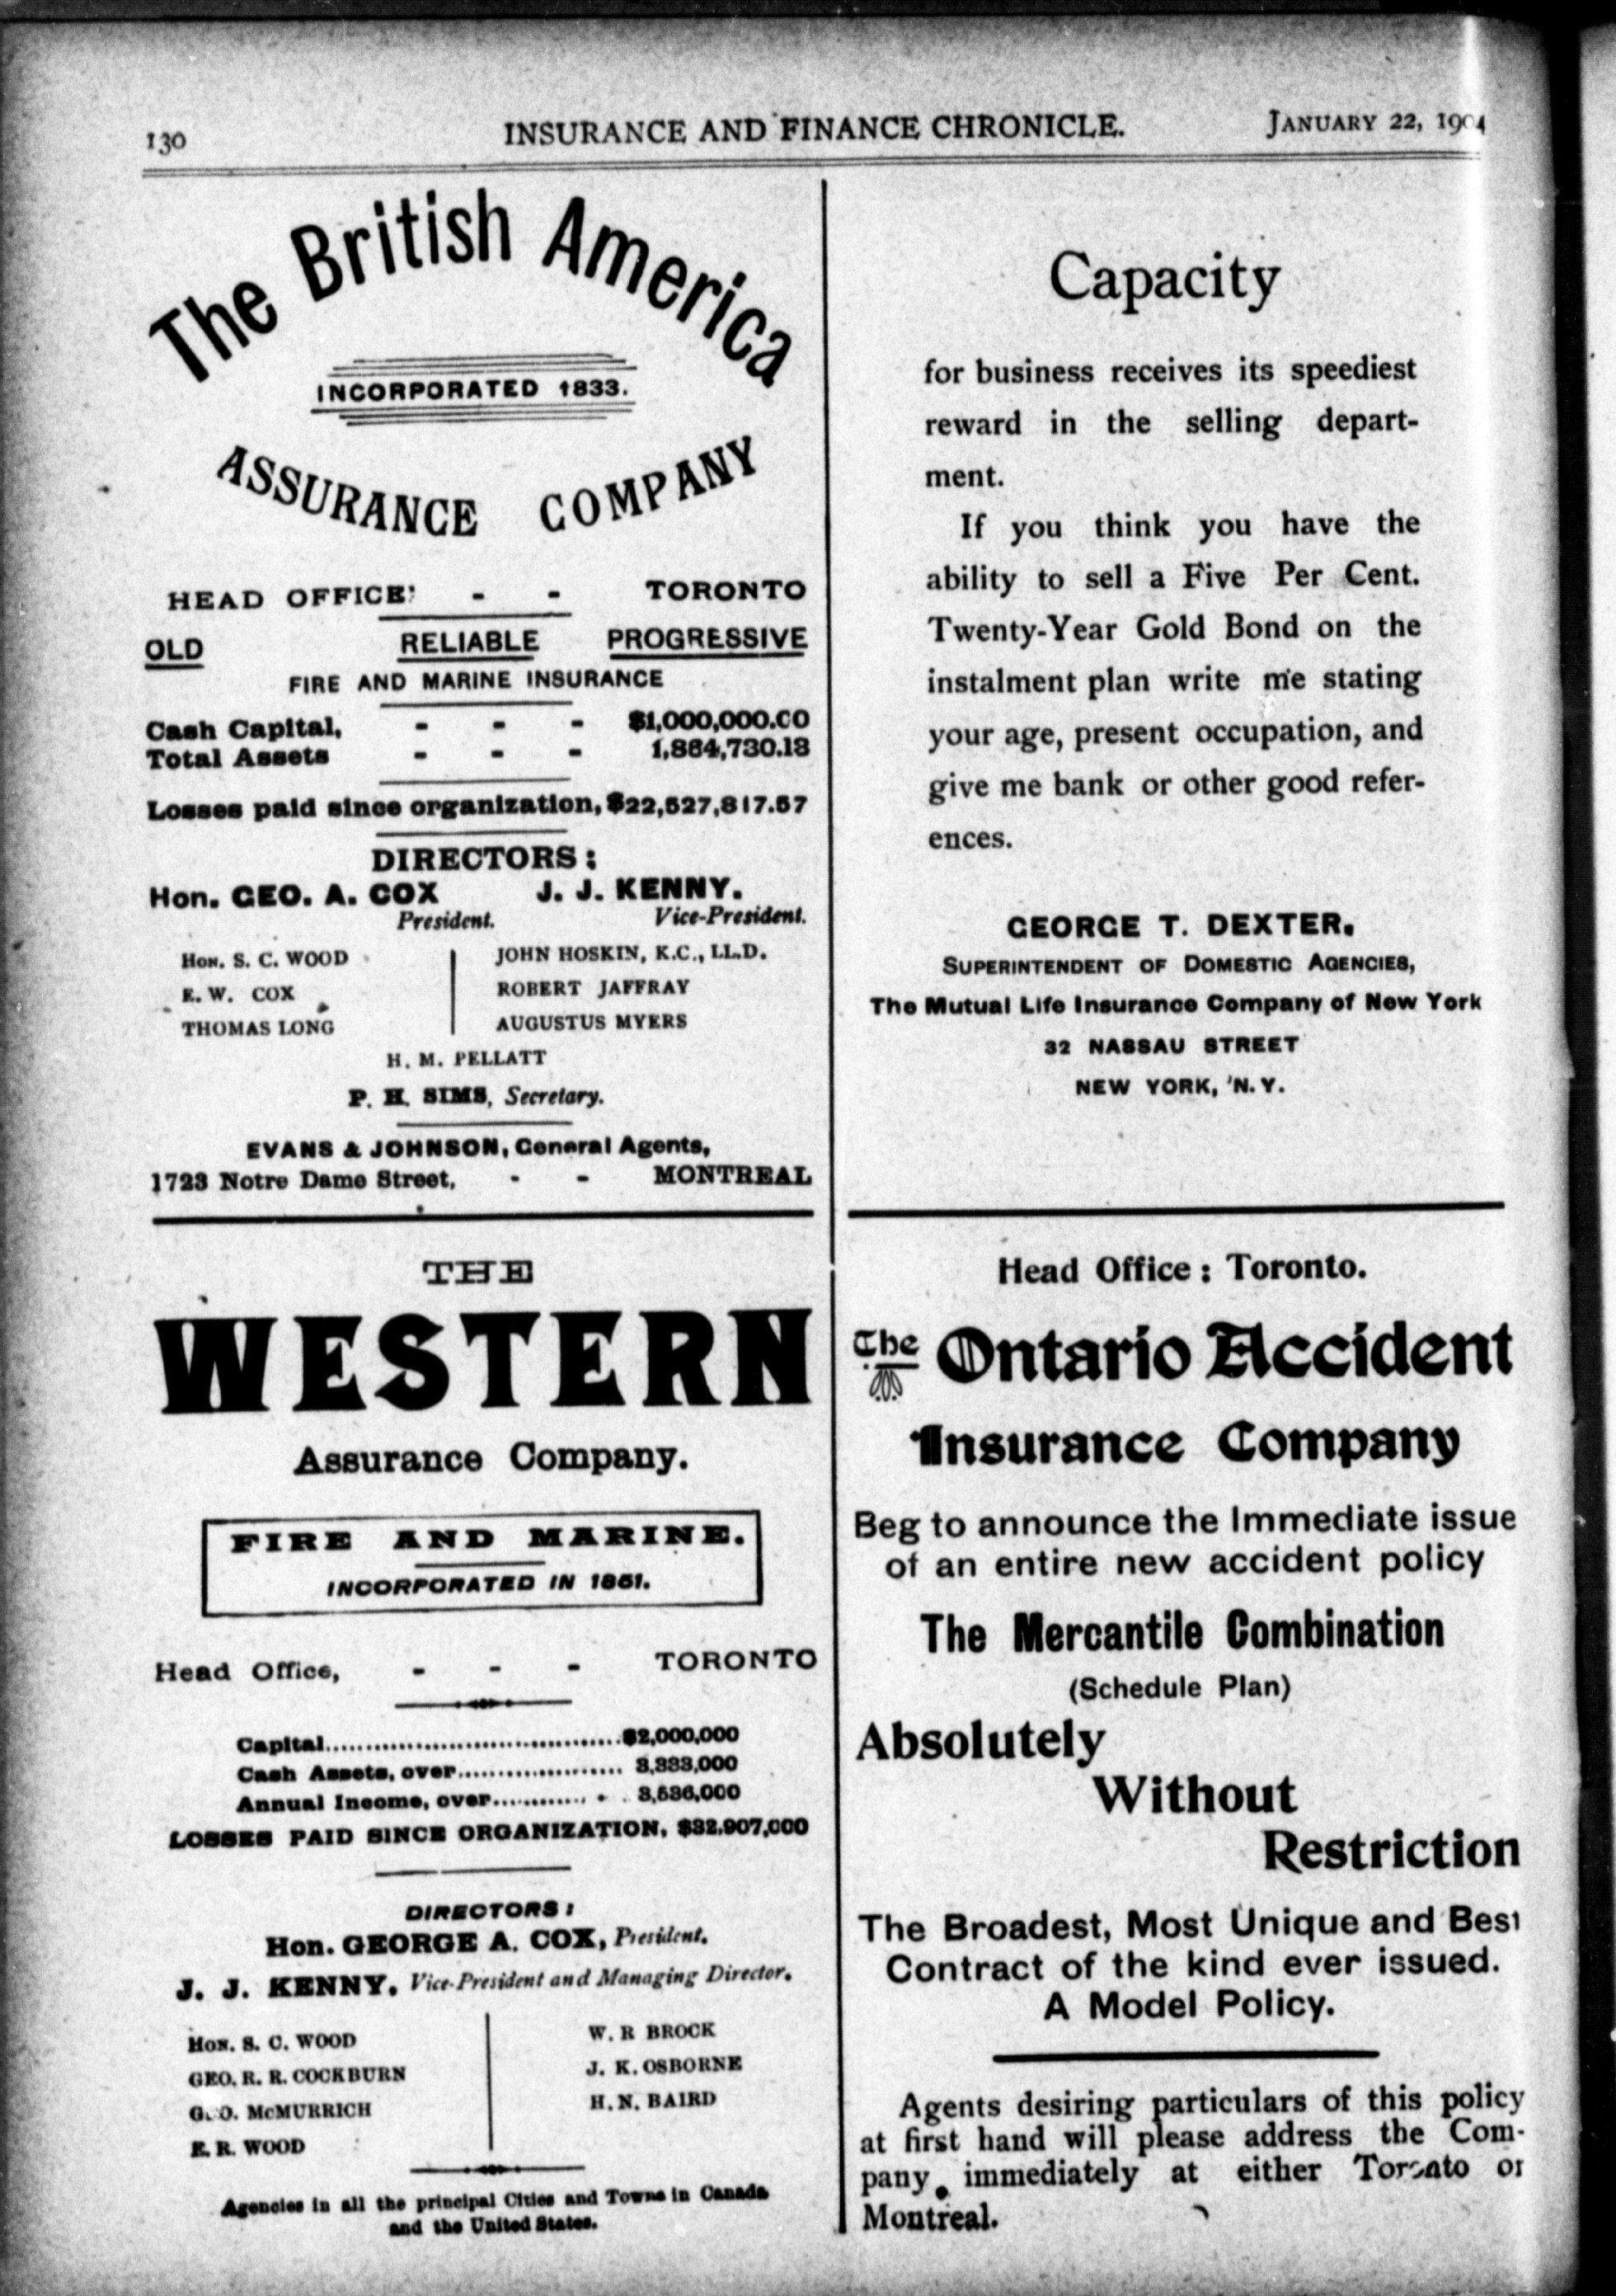 130
INSURANCE AND FINANCE CHRONICLE.
JANUARY 22, 1904
The British America
INCORPORATED 1833.
ASSURANCE COMPANY
HEAD OFFICE: - - TORONTO
OLD RELIABLE PROGRESSIVE
FIRE AND MARINE INSURANCE
Cash Capital, - - - $1,000,000.00
Total Assets - - - 1,864,730.13
Losses paid since organization, $22,527,817.57
DIRECTORS:
Hon. GEO. A. COX J. J. KENNY.
President. Vice-President.
HON. S. C. WOOD JOHN HOSKIN, K.C., LL.D.
E. W. COX ROBERT JAFFRAY
THOMAS LONG AUGUSTUS MYERS
H. M. PELLATT
P. H. SIMS, Secretary.
EVANS & JOHNSON, General Agents,
1723 Notre Dame Street, - - MONTREAL
THE
WESTERN
Assurance Company.
FIRE AND MARINE.
INCORPORATED IN 1851.
Head Office, - - - TORONTO
Capital.....................................$2,000,000
Cash Assets, over..................... 3,333,000
Annual Income, over............ . . 3,536,000
LOSSES PAID SINCE ORGANIZATION, $32,907,000
DIRECTORS:
Hon. GEORGE A. COX, President.
J. J. KENNY, Vice-President and Managing Director.
HON. S. C. WOOD W. R BROCK
GEO. R. R. COCKBURN J. K. OSBORNE
G. O. McMURRICH H. N. BAIRD
E. R. WOOD
Agencies in all the principal Cities and Towns in Canada
and the United States.
Capacity
for business receives its speediest
reward in the selling depart-
ment.
If you think you have the
ability to sell a Five Per Cent.
Twenty-Year Gold Bond on the
instalment plan write me stating
your age, present occupation, and
give me bank or other good refer-
ences.
GEORGE T. DEXTER,
SUPERINTENDENT OF DOMESTIC AGENCIES,
The Mutual Life Insurance Company of New York
32 NASSAU STREET
NEW YORK, N.Y.
Head Office: Toronto.
The Ontario Accident
Insurance Company
Beg to announce the Immediate issue
of an entire new accident policy
The Mercantile Combination
(Schedule Plan)
Absolutely
Without
Restriction
The Broadest, Most Unique and Best
Contract of the kind ever issued.
A Model Policy.
Agents desiring particulars of this policy
at first hand will please address the Com-
pany immediately at either Toronto or
Montreal.